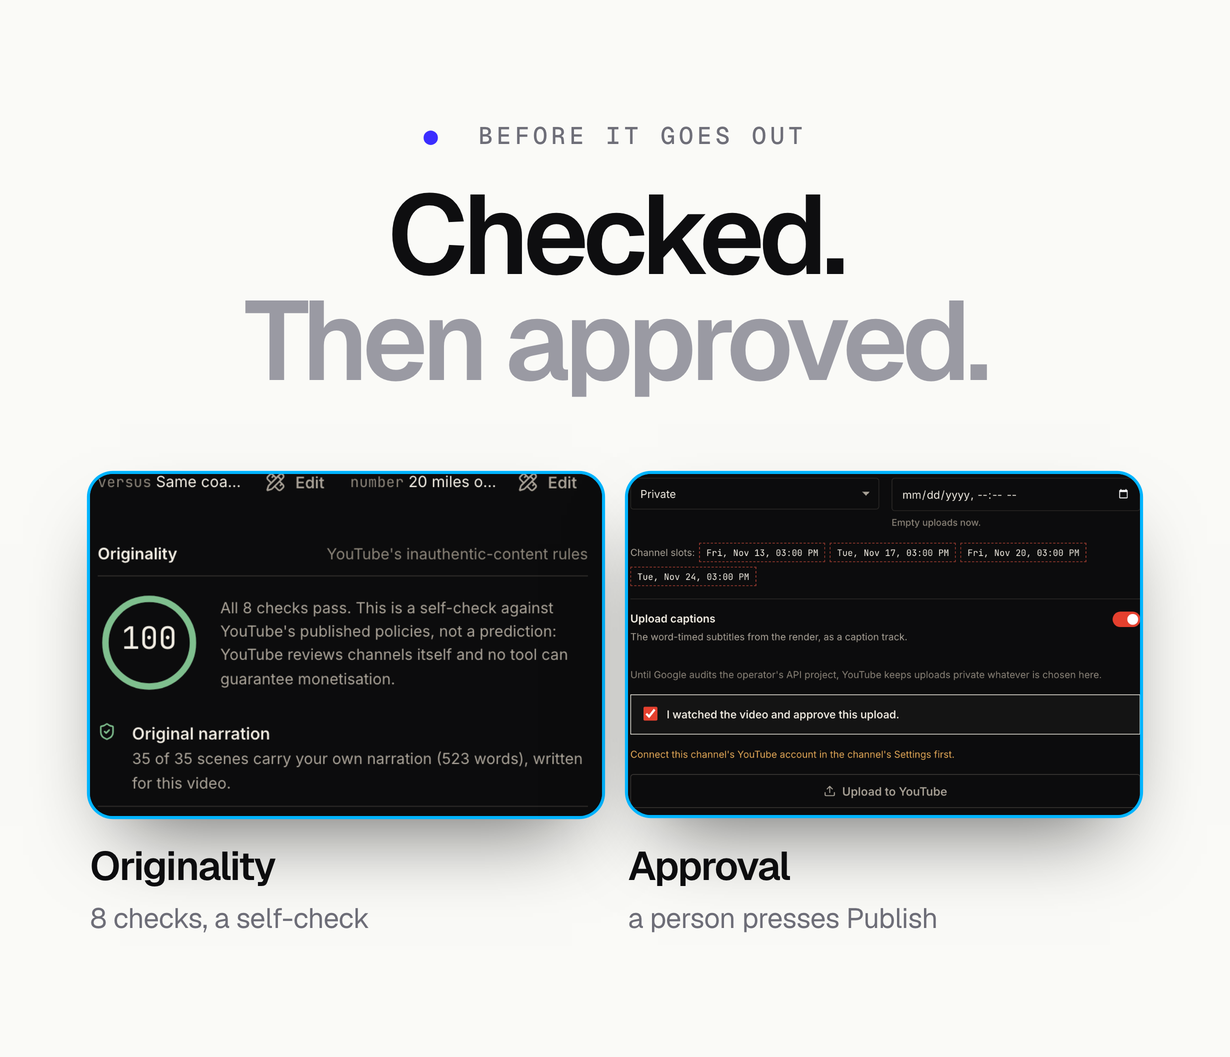 BEFORE IT GOES OUT
Checked.
Then approved.
versus Same coa... Edit number 20 miles o... Edit
Originality YouTube's inauthentic-content rules
100
All 8 checks pass. This is a self-check against
YouTube's published policies, not a prediction:
YouTube reviews channels itself and no tool can
guarantee monetisation.
Original narration
35 of 35 scenes carry your own narration (523 words), written
for this video.
Private
mm/dd/yyyy, --:-- --
Empty uploads now.
Channel slots: Fri, Nov 13, 03:00 PM Tue, Nov 17, 03:00 PM Fri, Nov 20, 03:00 PM
Tue, Nov 24, 03:00 PM
Upload captions
The word-timed subtitles from the render, as a caption track.
Until Google audits the operator's API project, YouTube keeps uploads private whatever is chosen here.
I watched the video and approve this upload.
Connect this channel's YouTube account in the channel's Settings first.
Upload to YouTube
Originality
8 checks, a self-check
Approval
a person presses Publish